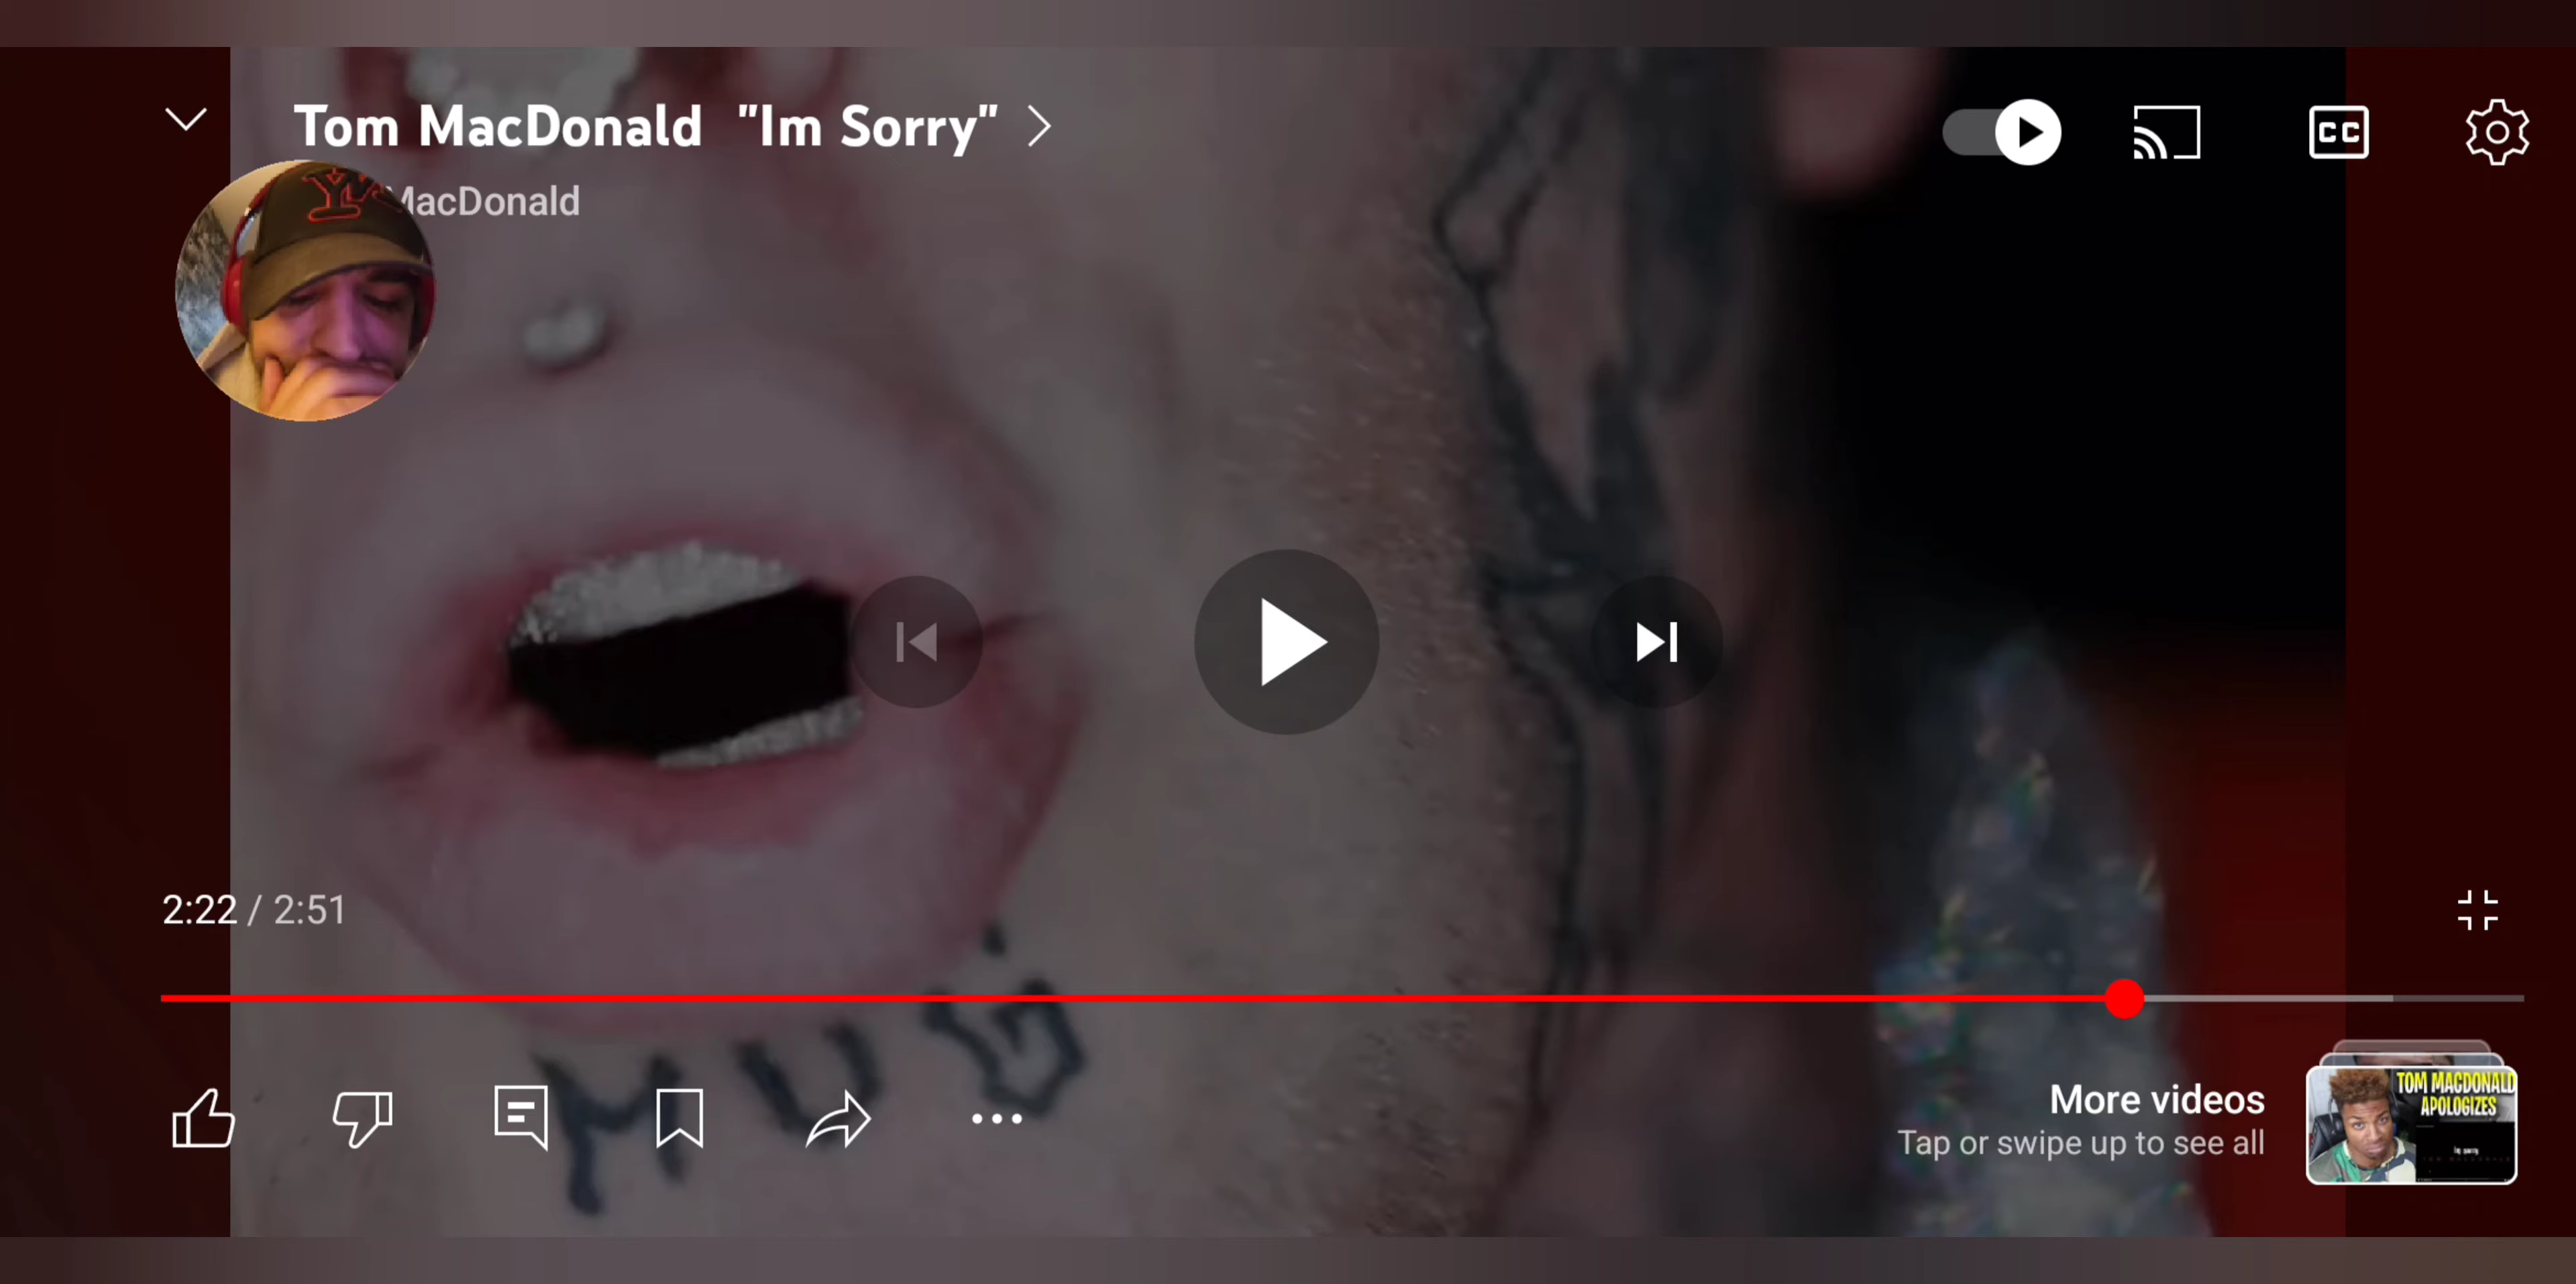 Tom MacDonald "Im Sorry"
MacDonald
CC
2:22 / 2:51
More videos
Tap or swipe up to see all
TOM MACDONALD
APOLOGIZES